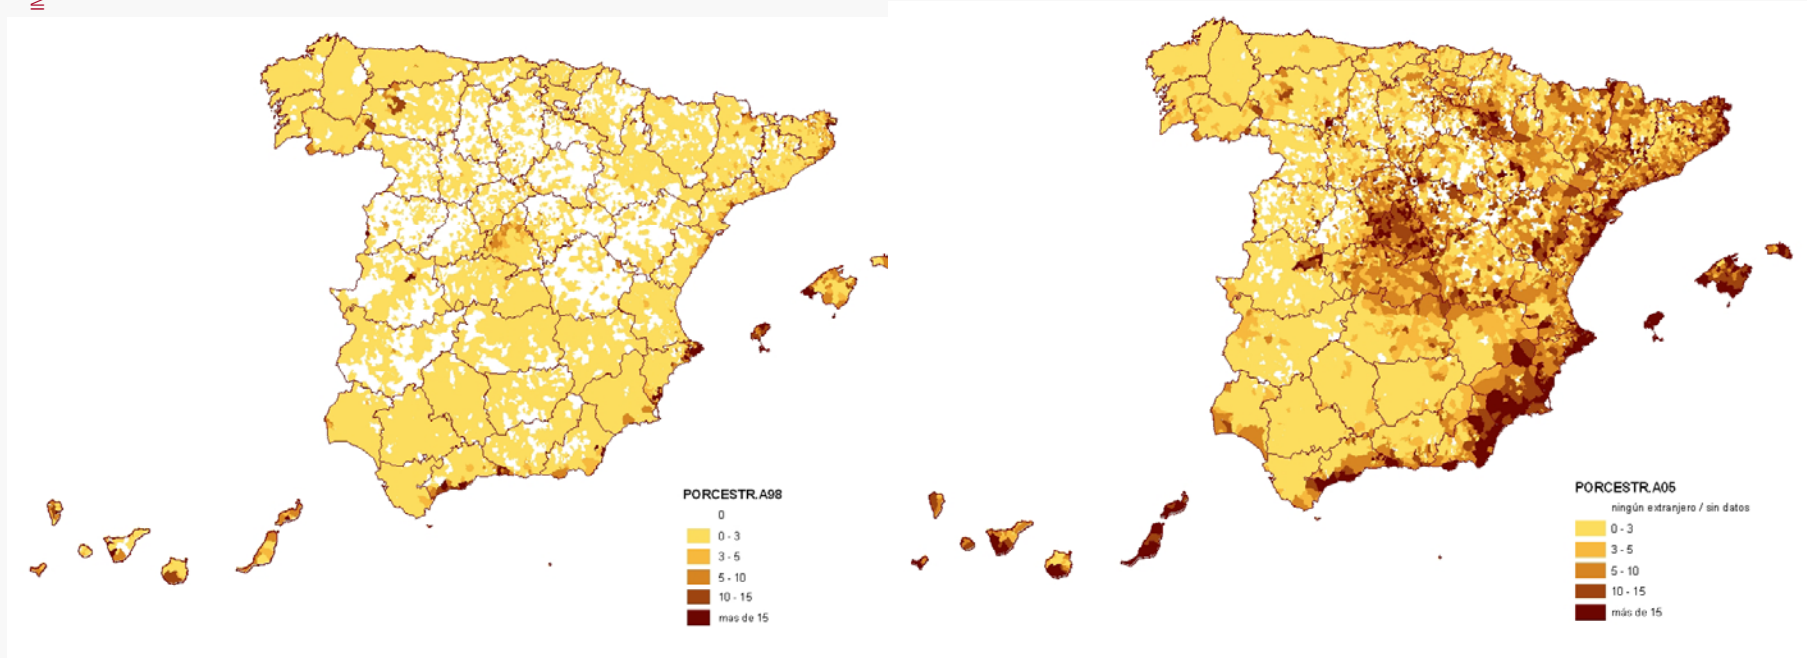 PORCESTR.A98
0
0 - 3
3 - 5
5 - 10
10 - 15
mas de 15
PORCESTR.A05
ningún extranjero / sin datos
0 - 3
3 - 5
5 - 10
10 - 15
más de 15